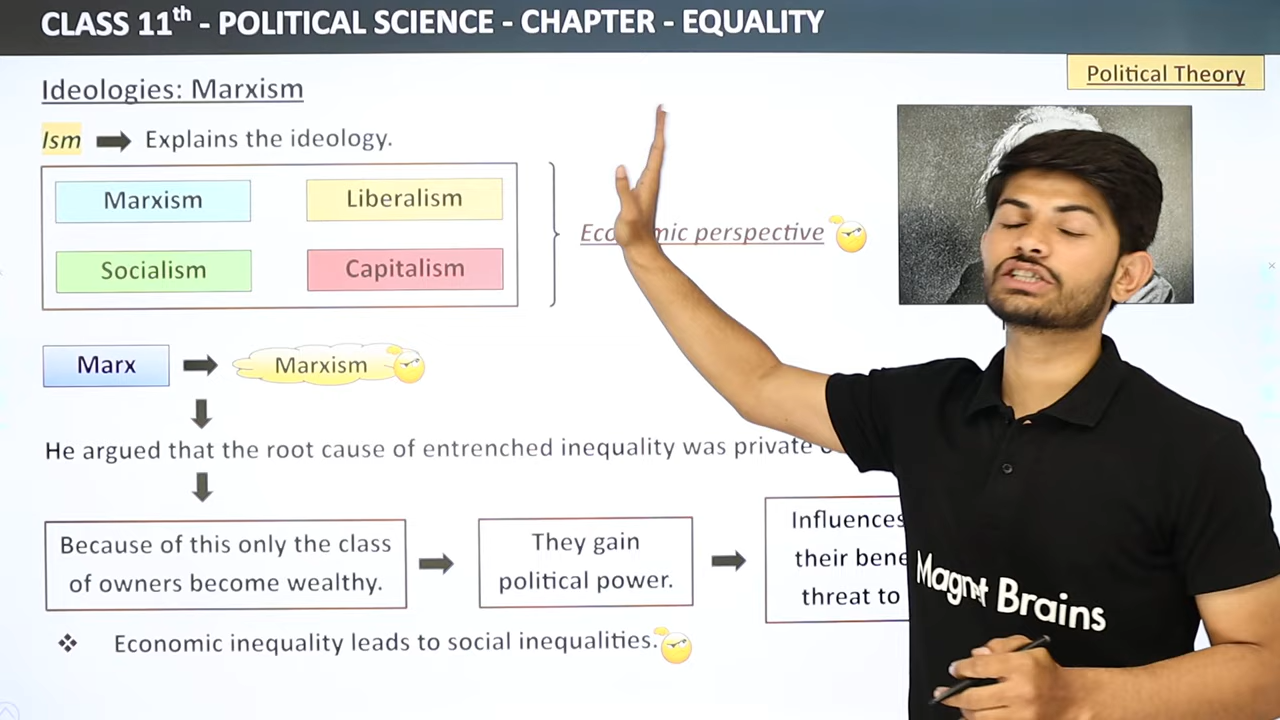 CLASS 11th - POLITICAL SCIENCE - CHAPTER - EQUALITY
Political Theory
Ideologies: Marxism
Ism Explains the ideology.
Marxism Liberalism
Socialism Capitalism
perspective
Marx Marxism
He argued that the root cause of entrenched inequality was private
Because of this only the class
of owners become wealthy.
They gain
political power.
Influences
their
threat to
Economic inequality leads to social inequalities.
Magnet Brains